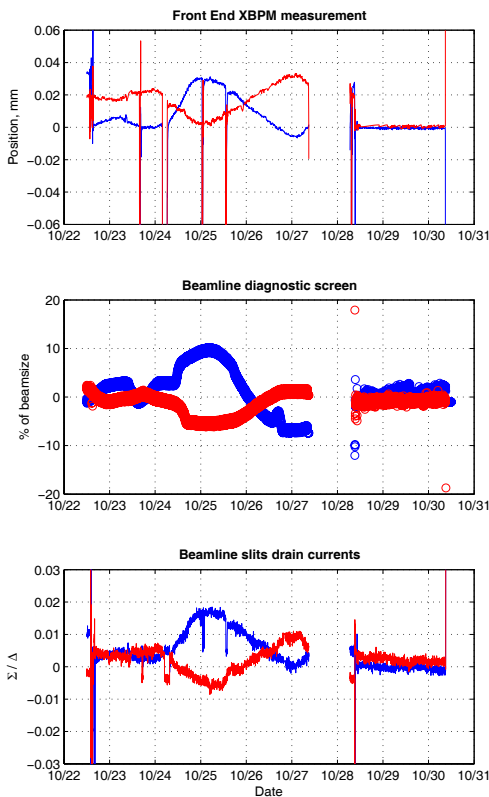 Front End XBPM measurement
0.06
0.04
0.02
0
−0.02
−0.04
−0.06
Position, mm
10/22 10/23 10/24 10/25 10/26 10/27 10/28 10/29 10/30 10/31
Beamline diagnostic screen
20
10
0
−10
−20
% of beamsize
10/22 10/23 10/24 10/25 10/26 10/27 10/28 10/29 10/30 10/31
Beamline slits drain currents
0.03
0.02
0.01
0
−0.01
−0.02
−0.03
Σ / Δ
10/22 10/23 10/24 10/25 10/26 10/27 10/28 10/29 10/30 10/31
Date